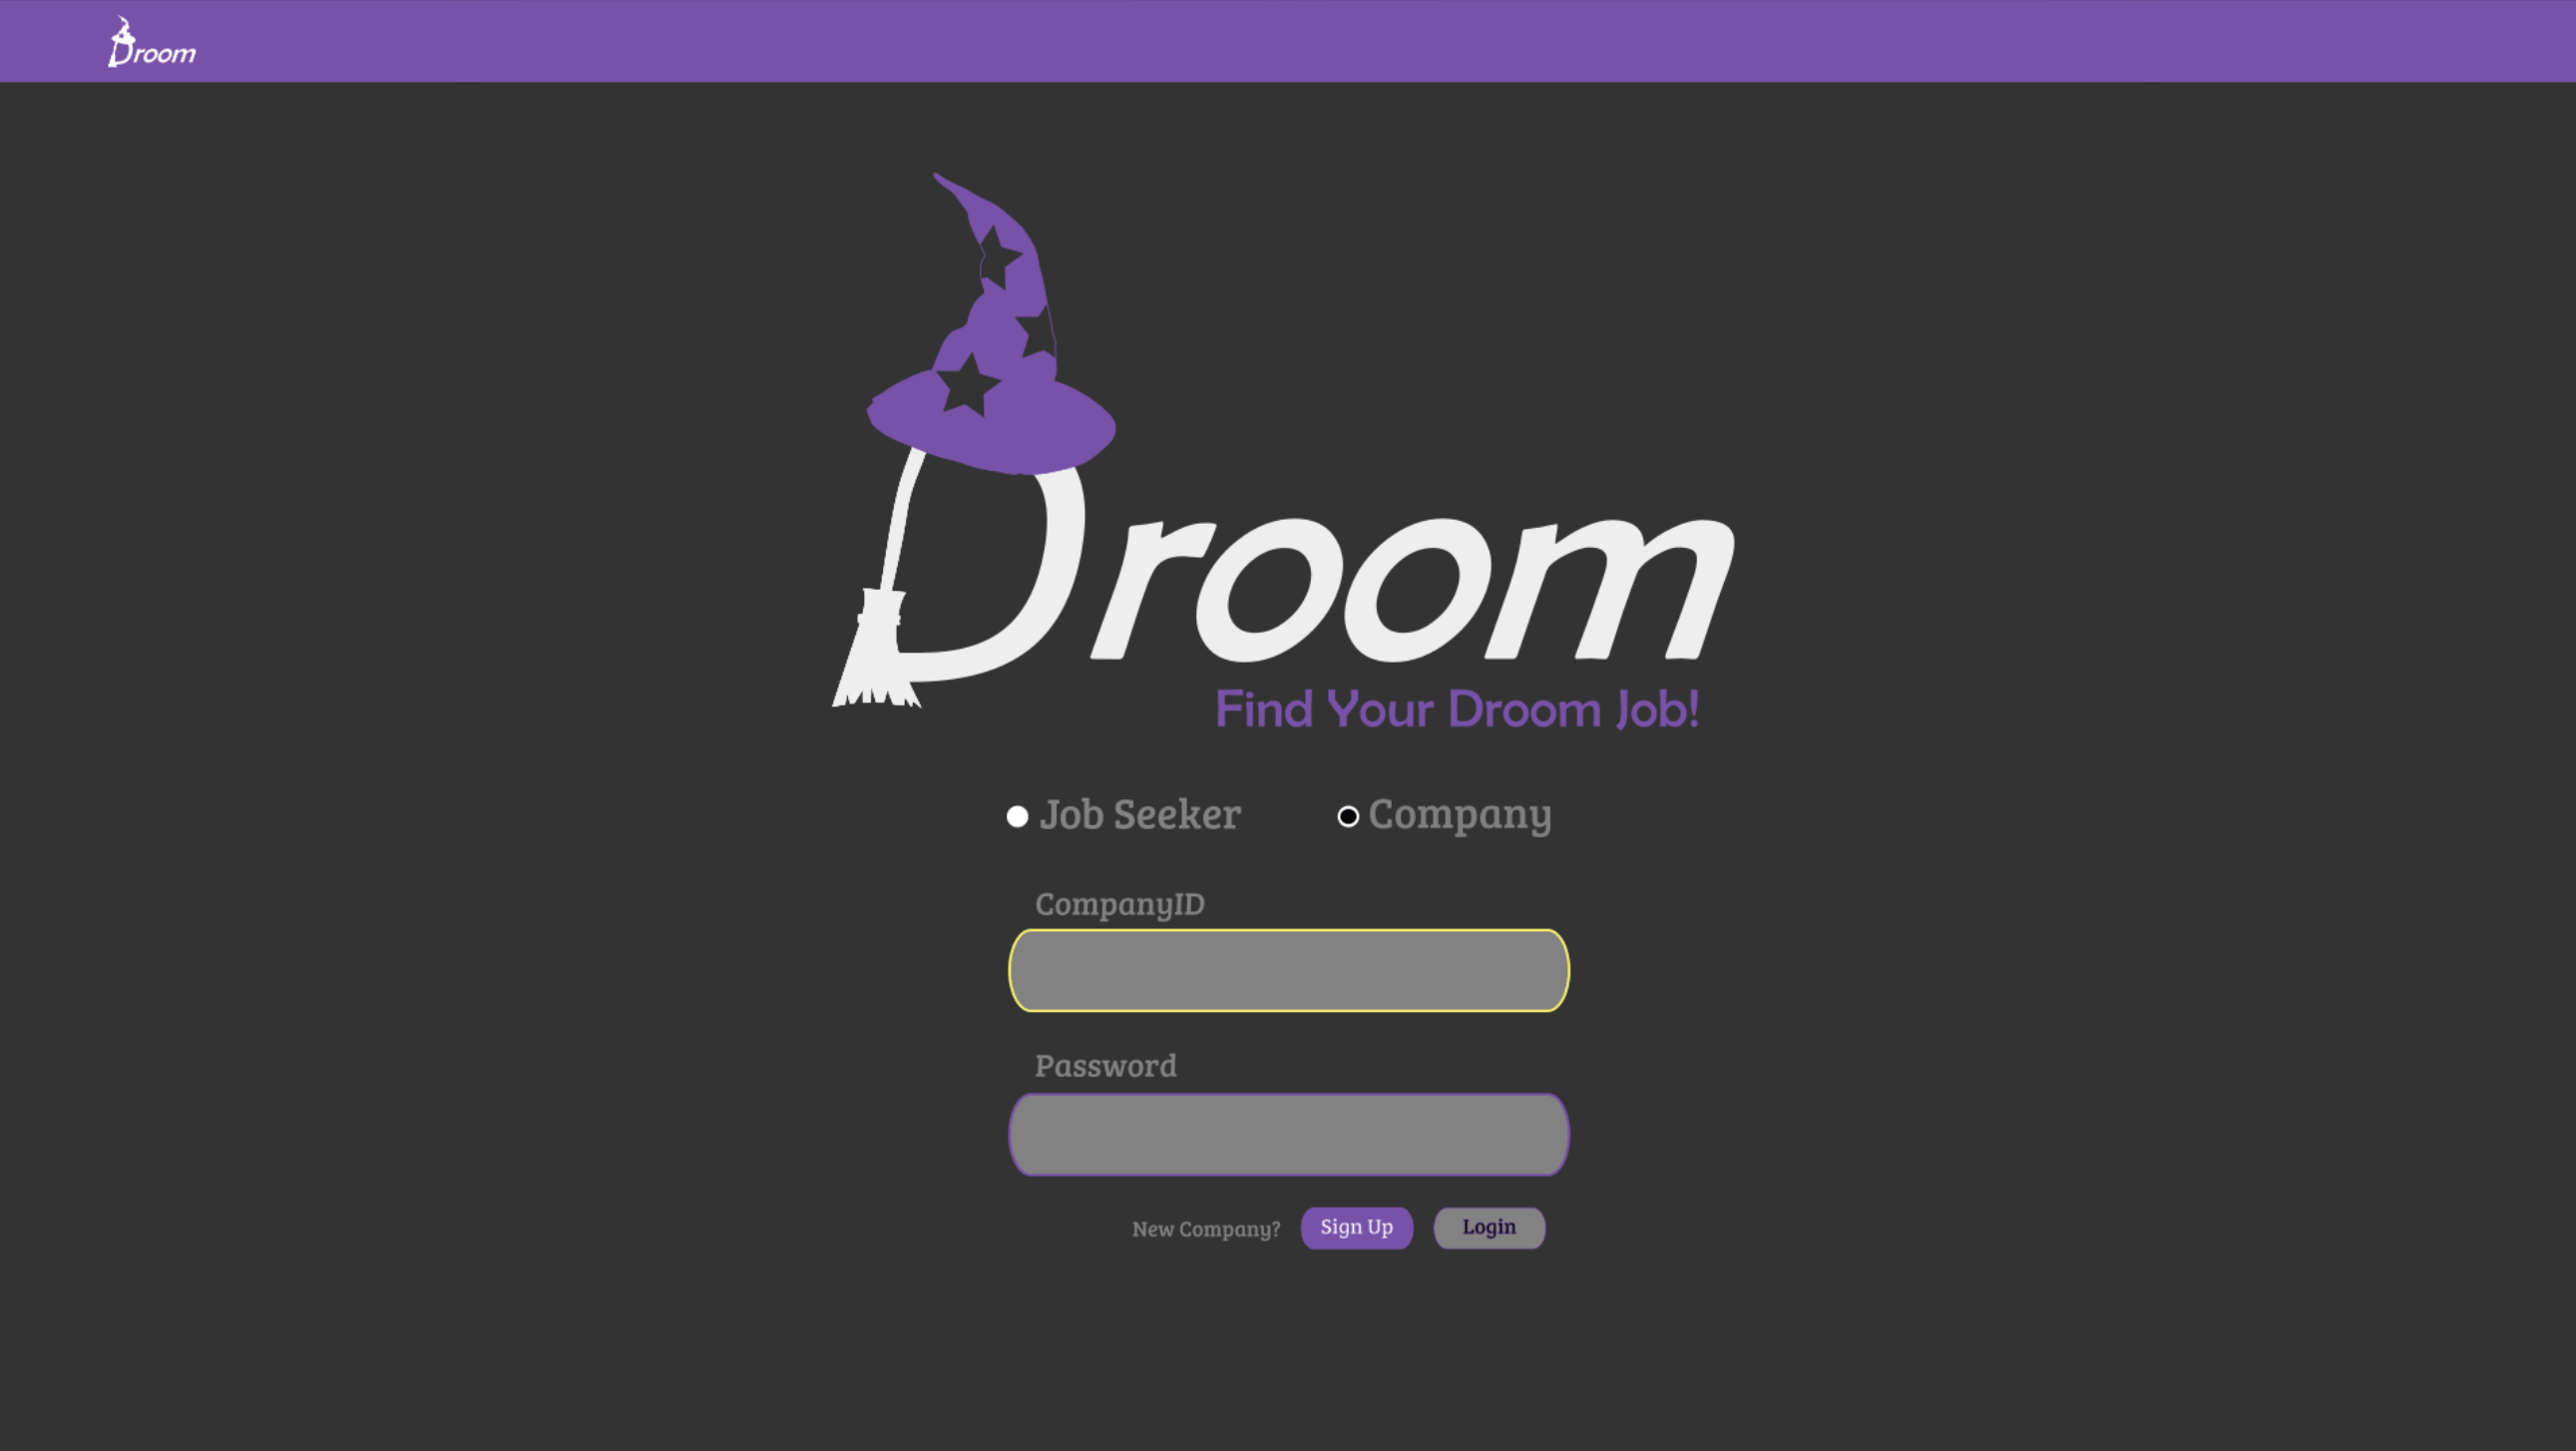 Droom
Droom
Find Your Droom Job!
Job Seeker Company
CompanyID
Password
New Company? Sign Up Login